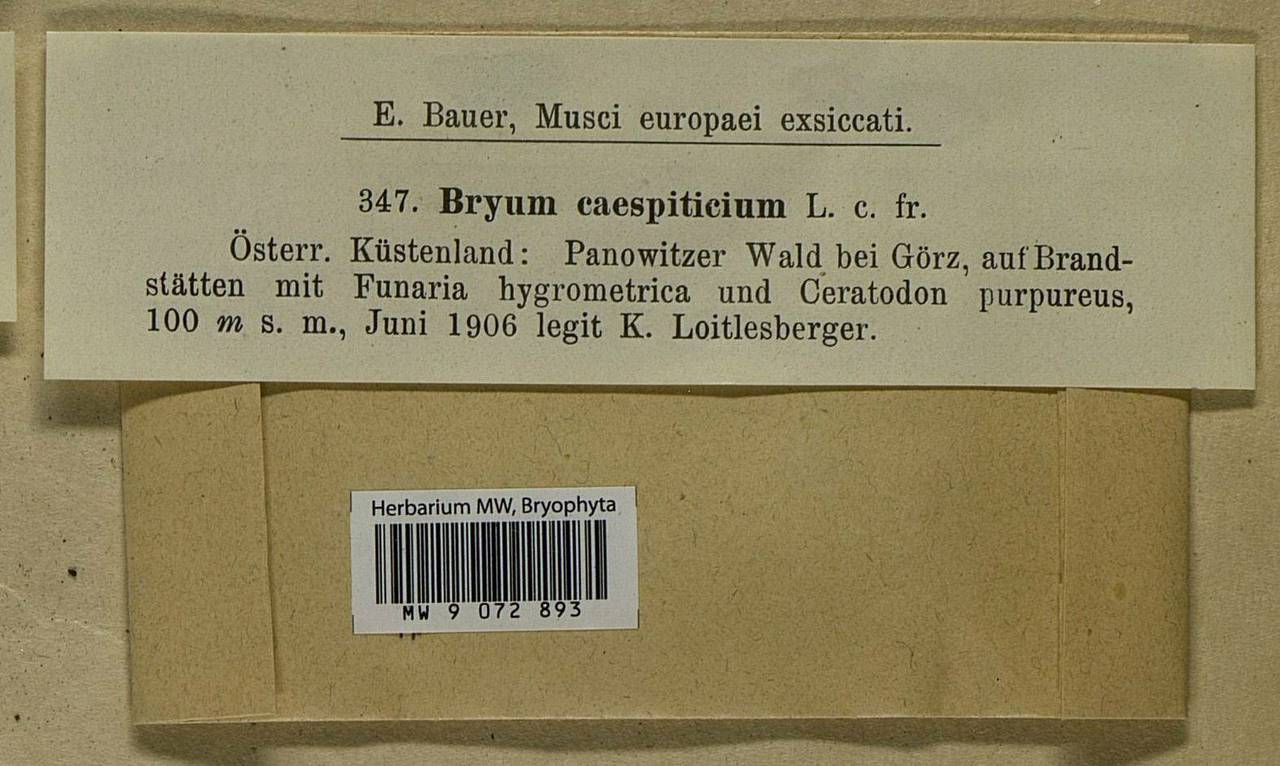 E. Bauer, Musci europaei exsiccati.
347. Bryum caespiticium L. c. fr.
Österr. Küstenland: Panowitzer Wald bei Görz, auf Brand-
stätten mit Funaria hygrometrica und Ceratodon purpureus,
100 m s. m., Juni 1906 legit K. Loitlesberger.
Herbarium MW, Bryophyta
MW 9 072 893